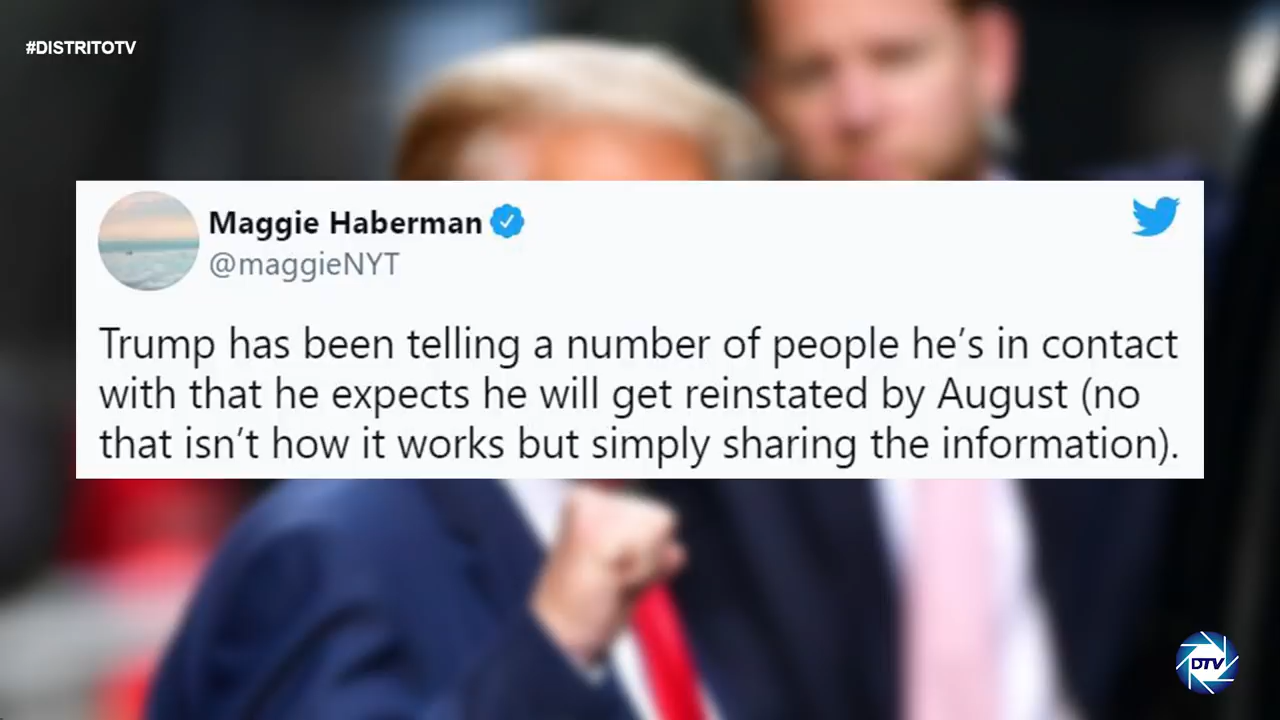 #DISTRITOTV
Maggie Haberman
@maggieNYT
Trump has been telling a number of people he’s in contact
with that he expects he will get reinstated by August (no
that isn’t how it works but simply sharing the information).
DTV